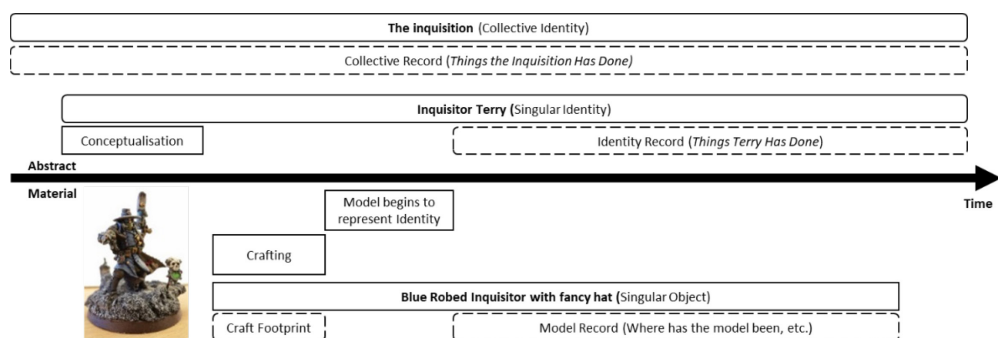 The inquisition (Collective Identity)
Collective Record (Things the Inquisition Has Done)
Inquisitor Terry (Singular Identity)
Conceptualisation
Identity Record (Things Terry Has Done)
Abstract
Material
Time
Model begins to
represent Identity
Crafting
Blue Robed Inquisitor with fancy hat (Singular Object)
Craft Footprint
Model Record (Where has the model been, etc.)